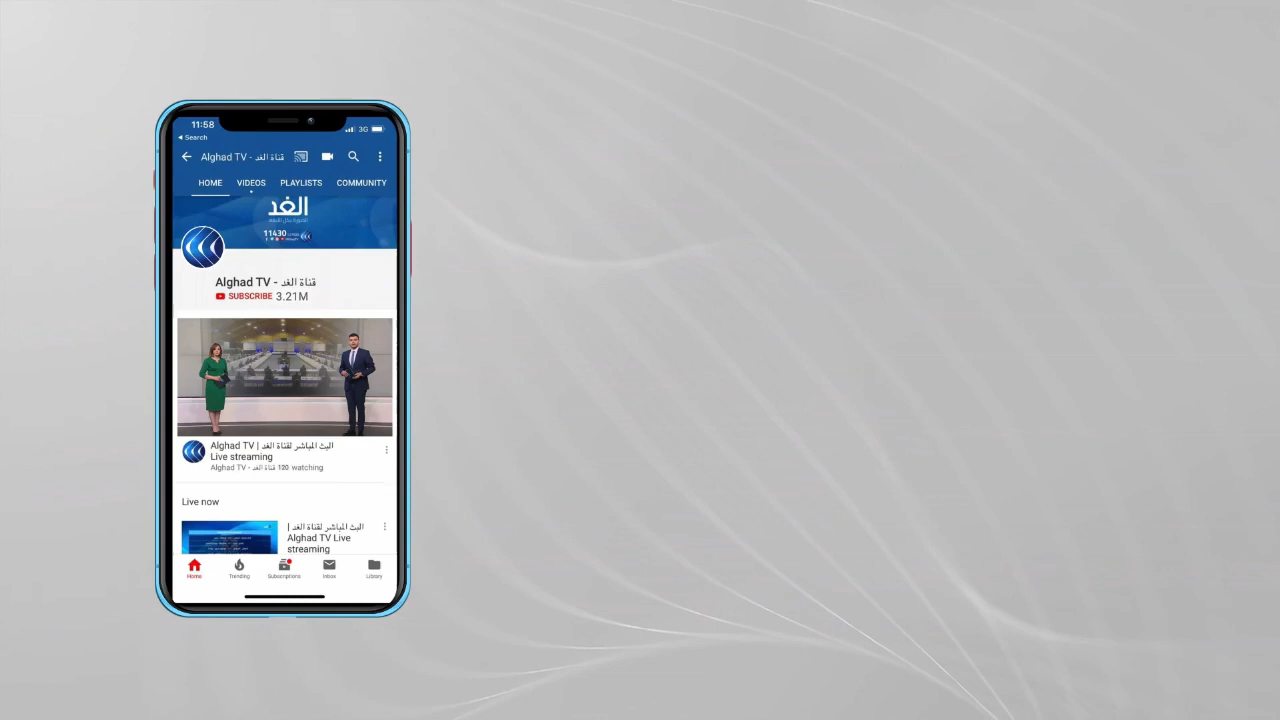 11:58
3G
Search
Alghad TV - قناة الغد
HOME VIDEOS PLAYLISTS COMMUNITY
الغد
11430
Alghad TV - قناة الغد
SUBSCRIBE 3.21M
Alghad TV | البث المباشر لقناة الغد
Live streaming
Alghad TV - قناة الغد 120 watching
Live now
البث المباشر لقناة الغد |
Alghad TV Live
streaming
Home Trending Subscriptions Inbox Library